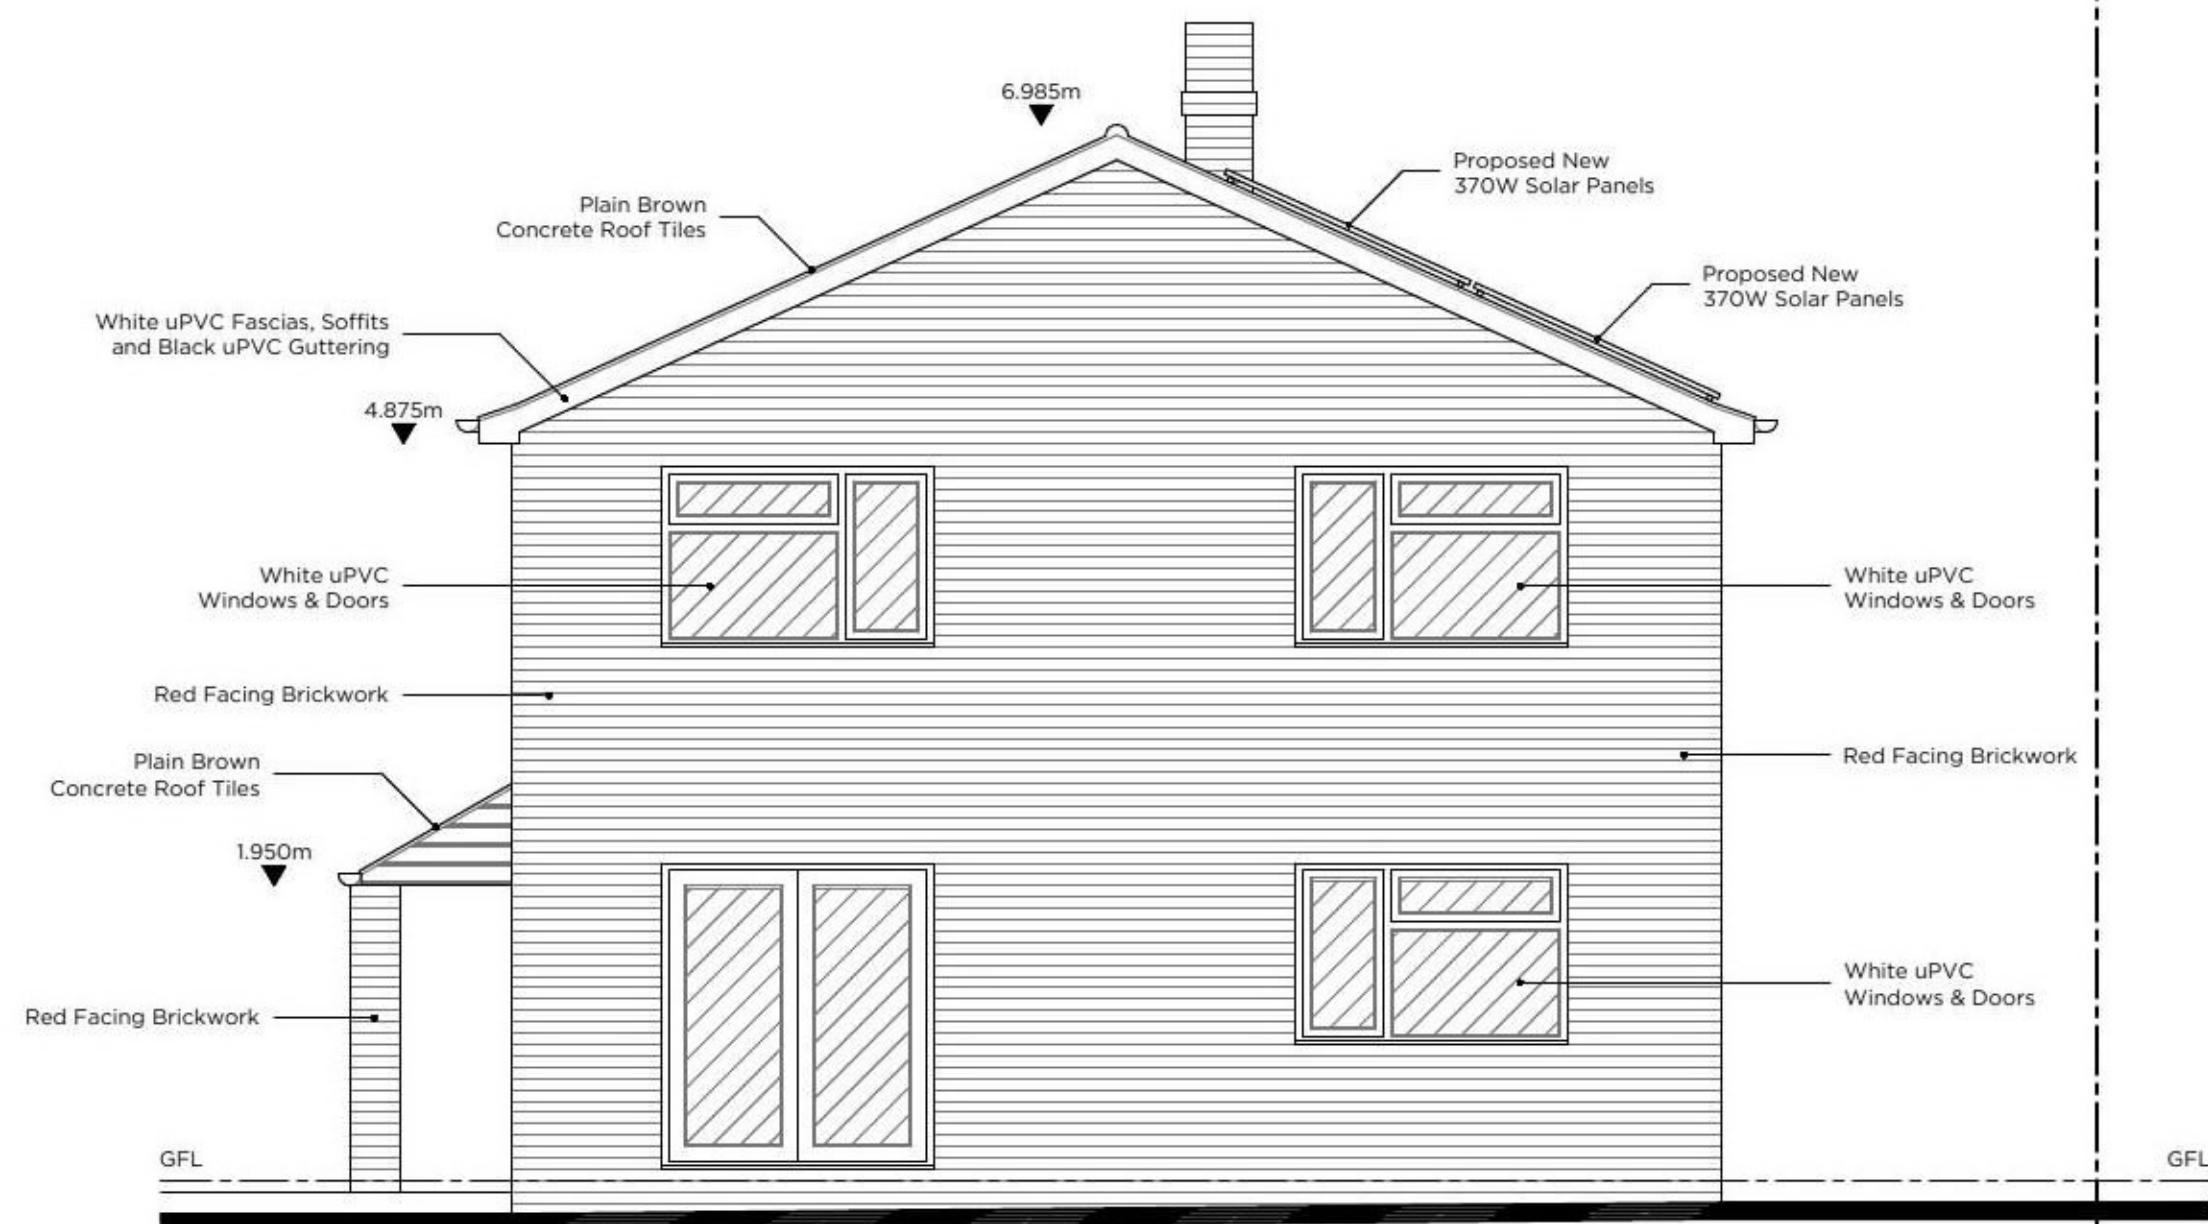 6.985m
Proposed New
370W Solar Panels
Plain Brown
Concrete Roof Tiles
Proposed New
370W Solar Panels
White uPVC Fascias, Soffits
and Black uPVC Guttering
4.875m
White uPVC
Windows & Doors
White uPVC
Windows & Doors
Red Facing Brickwork
Red Facing Brickwork
Plain Brown
Concrete Roof Tiles
1.950m
White uPVC
Windows & Doors
Red Facing Brickwork
GFL
GFL